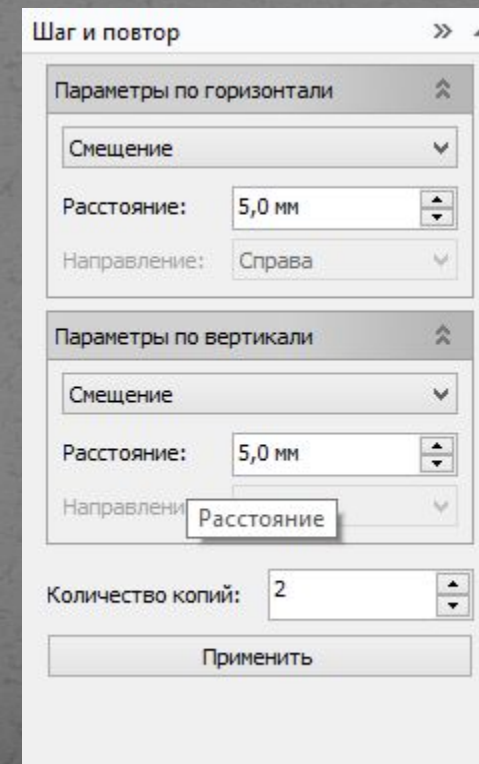 Шаг и повтор
Параметры по горизонтали
Смещение
Расстояние: 5,0 мм
Направление: Справа
Параметры по вертикали
Смещение
Расстояние: 5,0 мм
Расстояние
Количество копий: 2
Применить